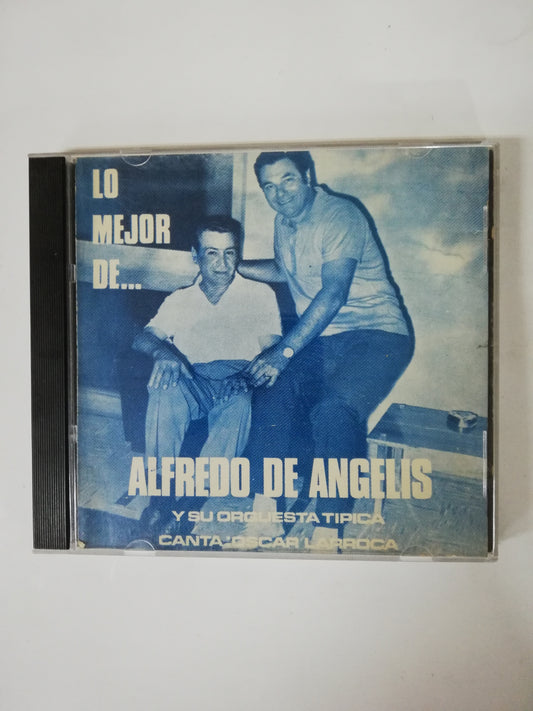 LO
MEJOR
DE...
ALFREDO DE ANGELIS
Y SU ORQUESTA TIPICA
CANTA: OSCAR LARROCA